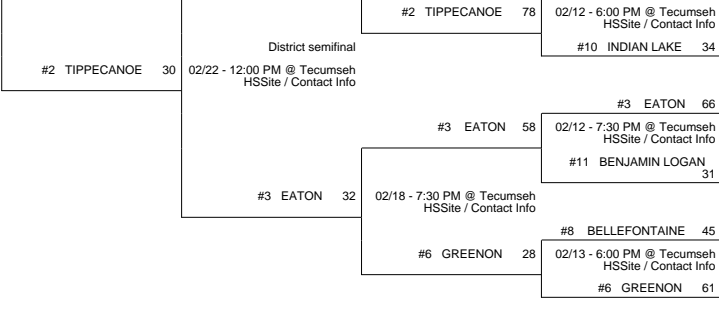 #2 TIPPECANOE 78
02/12 - 6:00 PM @ Tecumseh
HSSite / Contact Info
#10 INDIAN LAKE 34
District semifinal
#2 TIPPECANOE 30
02/22 - 12:00 PM @ Tecumseh
HSSite / Contact Info
#3 EATON 66
#3 EATON 58
02/12 - 7:30 PM @ Tecumseh
HSSite / Contact Info
#11 BENJAMIN LOGAN
31
#3 EATON 32
02/18 - 7:30 PM @ Tecumseh
HSSite / Contact Info
#8 BELLEFONTAINE 45
#6 GREENON 28
02/13 - 6:00 PM @ Tecumseh
HSSite / Contact Info
#6 GREENON 61